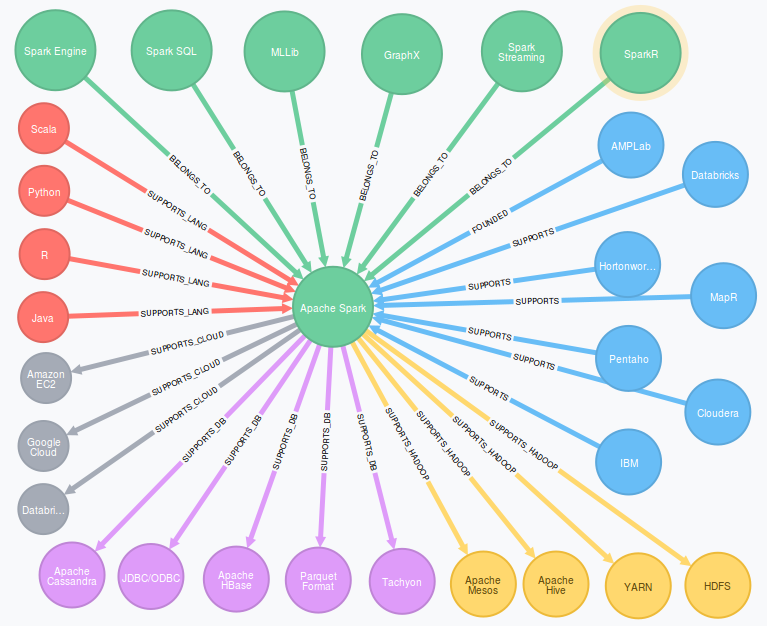 Spark Engine
Spark SQL
MLLib
GraphX
Spark
Streaming
SparkR
Scala
Python
R
Java
AMPLab
Databricks
Hortonwor...
MapR
Pentaho
Cloudera
IBM
Apache Spark
BELONGS_TO
BELONGS_TO
BELONGS_TO
BELONGS_TO
BELONGS_TO
BELONGS_TO
SUPPORTS_LANG
SUPPORTS_LANG
SUPPORTS_LANG
SUPPORTS_LANG
FOUNDED
SUPPORTS
SUPPORTS
SUPPORTS
SUPPORTS
SUPPORTS
SUPPORTS
SUPPORTS_CLOUD
SUPPORTS_CLOUD
SUPPORTS_CLOUD
SUPPORTS_DB
SUPPORTS_DB
SUPPORTS_DB
SUPPORTS_DB
SUPPORTS_DB
SUPPORTS_HADOOP
SUPPORTS_HADOOP
SUPPORTS_HADOOP
SUPPORTS_HADOOP
Amazon
EC2
Google
Cloud
Databri...
Apache
Cassandra
JDBC/ODBC
Apache
HBase
Parquet
Format
Tachyon
Apache
Mesos
Apache
Hive
YARN
HDFS